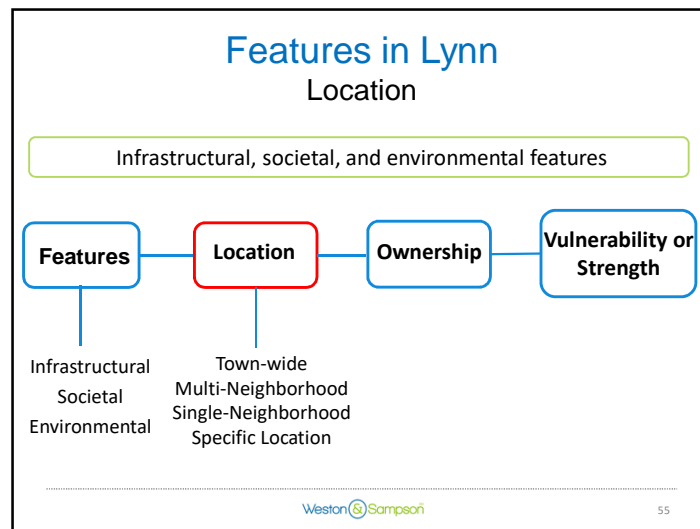 Features in Lynn
Location
Infrastructural, societal, and environmental features
Features
Location
Ownership
Vulnerability or
Strength
Infrastructural
Societal
Environmental
Town-wide
Multi-Neighborhood
Single-Neighborhood
Specific Location
Weston & Sampson
55